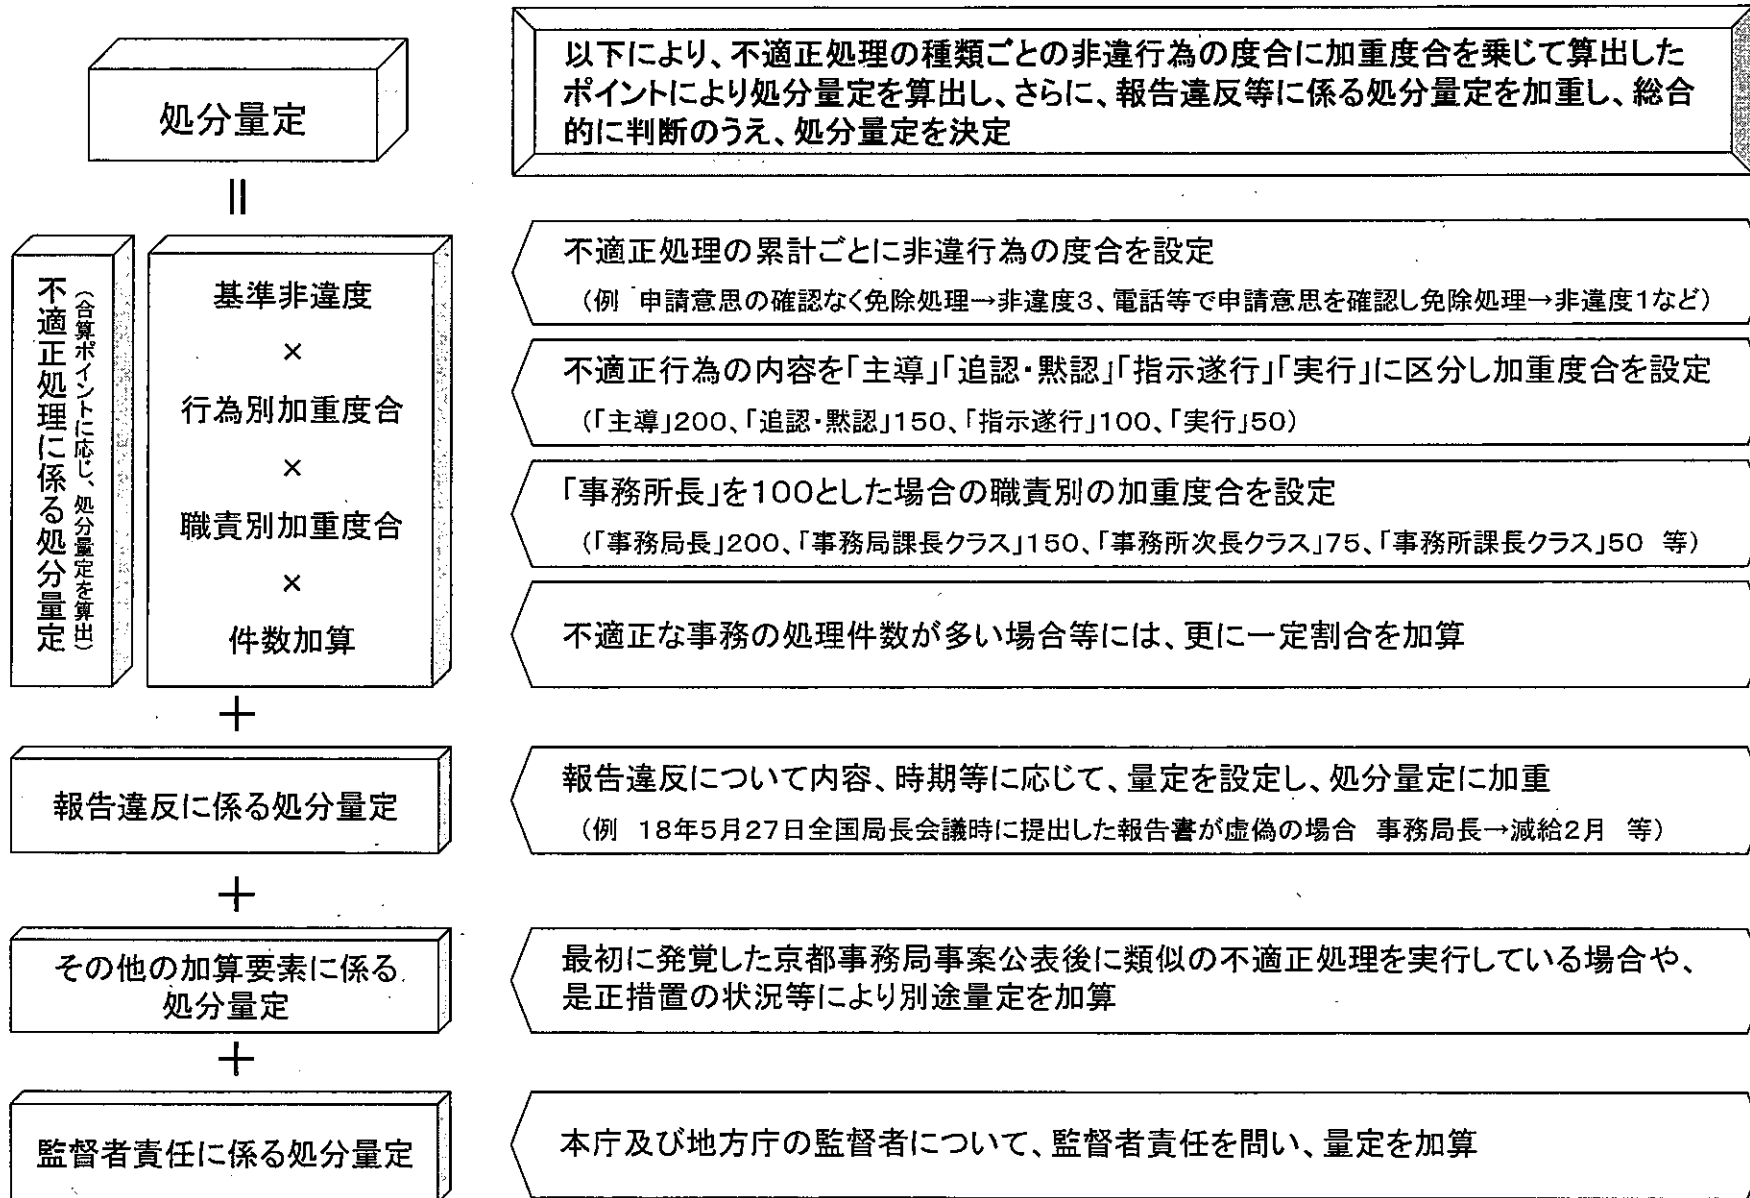 処分量定
以下により、不適正処理の種類ごとの非違行為の度合に加重度合を乗じて算出した
ポイントにより処分量定を算出し、さらに、報告違反等に係る処分量定を加重し、総合
的に判断のうえ、処分量定を決定
||
不適正処理に係る処分量定
(合算ポイントに応じ、処分量定を算出)
基準非違度
×
行為別加重度合
×
職責別加重度合
×
件数加算
不適正処理の累計ごとに非違行為の度合を設定
(例 申請意思の確認なく免除処理→非違度3、電話等で申請意思を確認し免除処理→非違度1など)
不適正行為の内容を「主導」「追認・黙認」「指示遂行」「実行」に区分し加重度合を設定
(「主導」200、「追認・黙認」150、「指示遂行」100、「実行」50)
「事務所長」を100とした場合の職責別の加重度合を設定
(「事務局長」200、「事務局課長クラス」150、「事務所次長クラス」75、「事務所課長クラス」50 等)
不適正な事務の処理件数が多い場合等には、更に一定割合を加算
+
報告違反に係る処分量定
報告違反について内容、時期等に応じて、量定を設定し、処分量定に加重
(例 18年5月27日全国局長会議時に提出した報告書が虚偽の場合 事務局長→減給2月 等)
+
その他の加算要素に係る
処分量定
最初に発覚した京都事務局事案公表後に類似の不適正処理を実行している場合や、
是正措置の状況等により別途量定を加算
+
監督者責任に係る処分量定
本庁及び地方庁の監督者について、監督者責任を問い、量定を加算